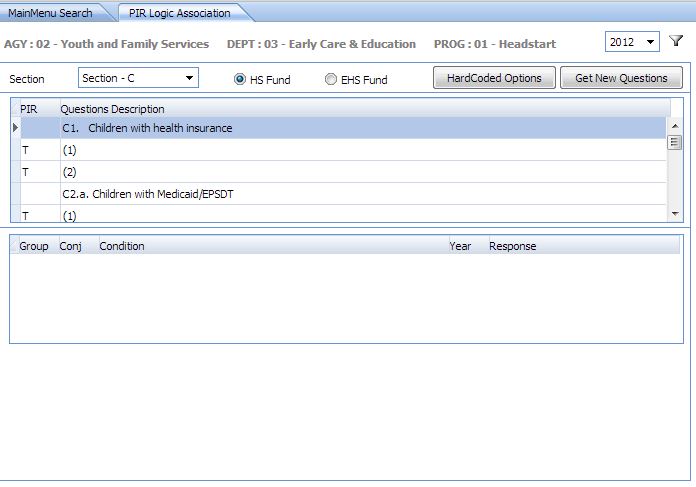 MainMenu Search PIR Logic Association
AGY : 02 - Youth and Family Services DEPT : 03 - Early Care & Education PROG : 01 - Headstart 2012
Section Section - C HS Fund EHS Fund HardCoded Options Get New Questions
PIR Questions Description
C1. Children with health insurance
T (1)
T (2)
C2.a. Children with Medicaid/EPSDT
T (1)
Group Conj Condition Year Response